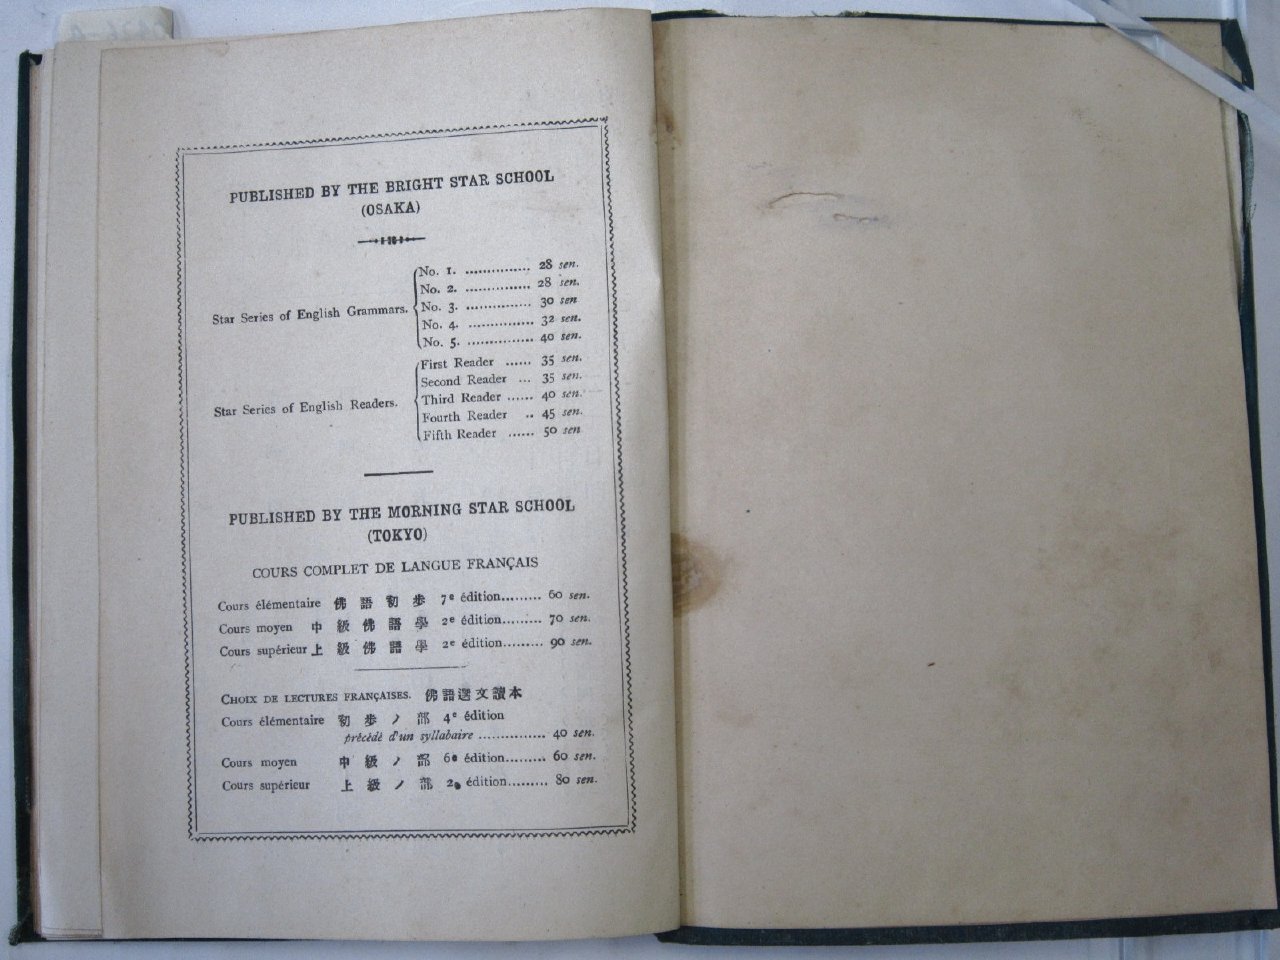 PUBLISHED BY THE BRIGHT STAR SCHOOL
(OSAKA)
Star Series of English Grammars.
No. 1. ............... 28 sen.
No. 2. ............... 28 sen.
No. 3. ............... 30 sen
No. 4. ............... 32 sen.
No. 5. ............... 40 sen.
Star Series of English Readers.
First Reader ...... 35 sen.
Second Reader ... 35 sen.
Third Reader ...... 40 sen.
Fourth Reader .. 45 sen.
Fifth Reader ...... 50 sen
PUBLISHED BY THE MORNING STAR SCHOOL
(TOKYO)
COURS COMPLET DE LANGUE FRANÇAIS
Cours élémentaire 佛語初歩 7e édition......... 60 sen.
Cours moyen 中級佛語學 2e édition......... 70 sen.
Cours supérieur 上級佛語學 2e édition......... 90 sen.
CHOIX DE LECTURES FRANÇAISES. 佛語選文讀本
Cours élémentaire 初歩ノ部 4e édition
précédé d'un syllabaire ............... 40 sen.
Cours moyen 中級ノ部 6e édition......... 60 sen.
Cours supérieur 上級ノ部 2e édition......... 80 sen.